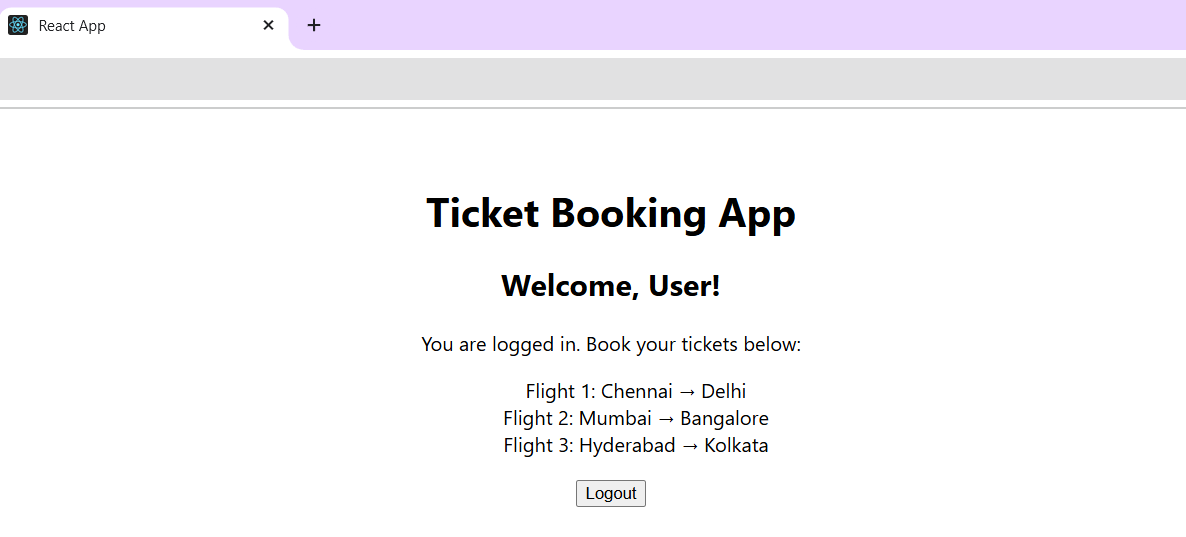 React App
Ticket Booking App
Welcome, User!
You are logged in. Book your tickets below:
Flight 1: Chennai → Delhi
Flight 2: Mumbai → Bangalore
Flight 3: Hyderabad → Kolkata
Logout